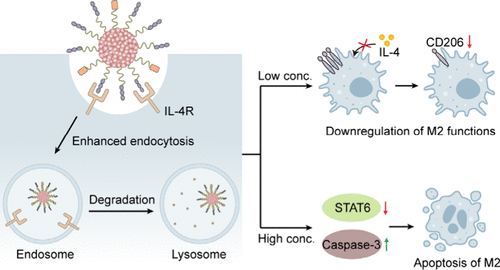 IL-4R
Enhanced endocytosis
Degradation
Endosome
Lysosome
Low conc.
IL-4
CD206
Downregulation of M2 functions
High conc.
STAT6
Caspase-3
Apoptosis of M2